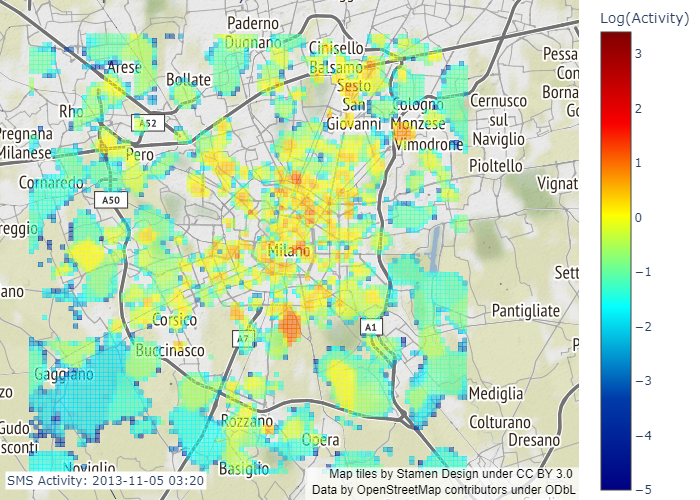 Log(Activity)
Paderno
Dugnano
Cinisello
Balsamo
Arese
Bollate
Sesto
San
Giovanni
Cologno
Monzese
Cernusco
sul
Naviglio
Pessa
Con
Borna
Go
Rho
A52
Pregnana
Milanese
Pero
Vimodrone
Pioltello
Cornaredo
A50
Vignat
reggio
Milano
Sett
ano
Corsico
A7
A1
Pantigliate
Buccinasco
P
Gaggiano
zo
Mediglia
Gudo
sconti
Rozzano
Opera
Colturano
Dresano
Noviglio
Basiglio
SMS Activity: 2013-11-05 03:20
Map tiles by Stamen Design under CC BY 3.0
Data by OpenStreetMap contributors under ODbL
3
2
1
0
−1
−2
−3
−4
−5